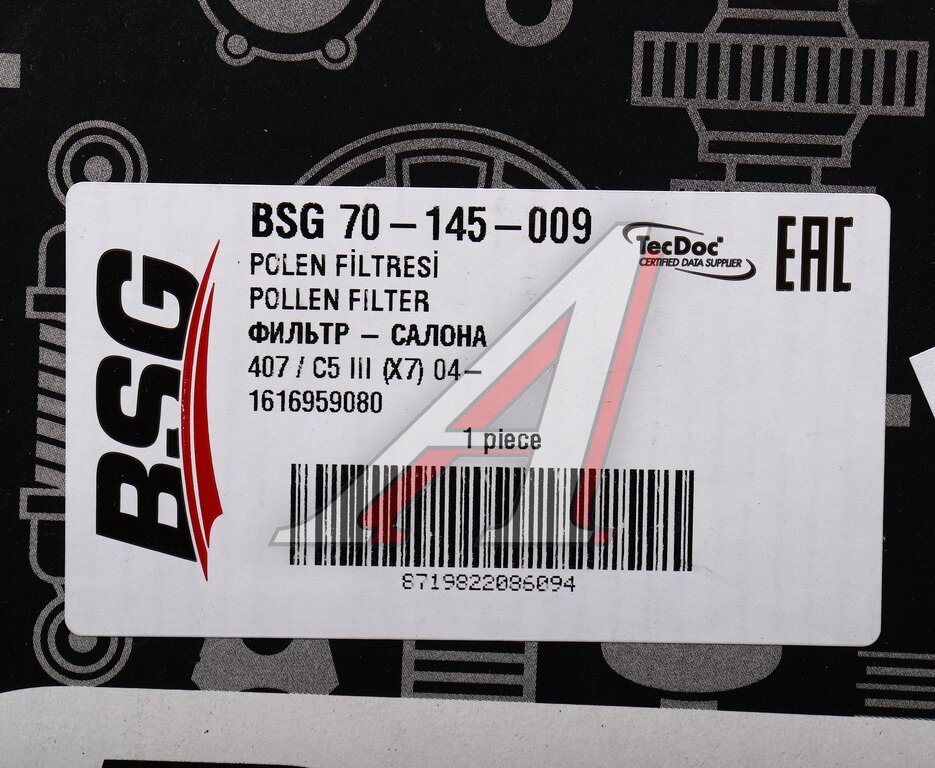 BSG 70-145-009
POLEN FİLTRESİ
POLLEN FILTER
ФИЛЬТР - САЛОНА
407 / C5 III (X7) 04-
1616959080
1 piece
8719822086094
BSG
TecDoc®
CERTIFIED DATA SUPPLIER
EAC